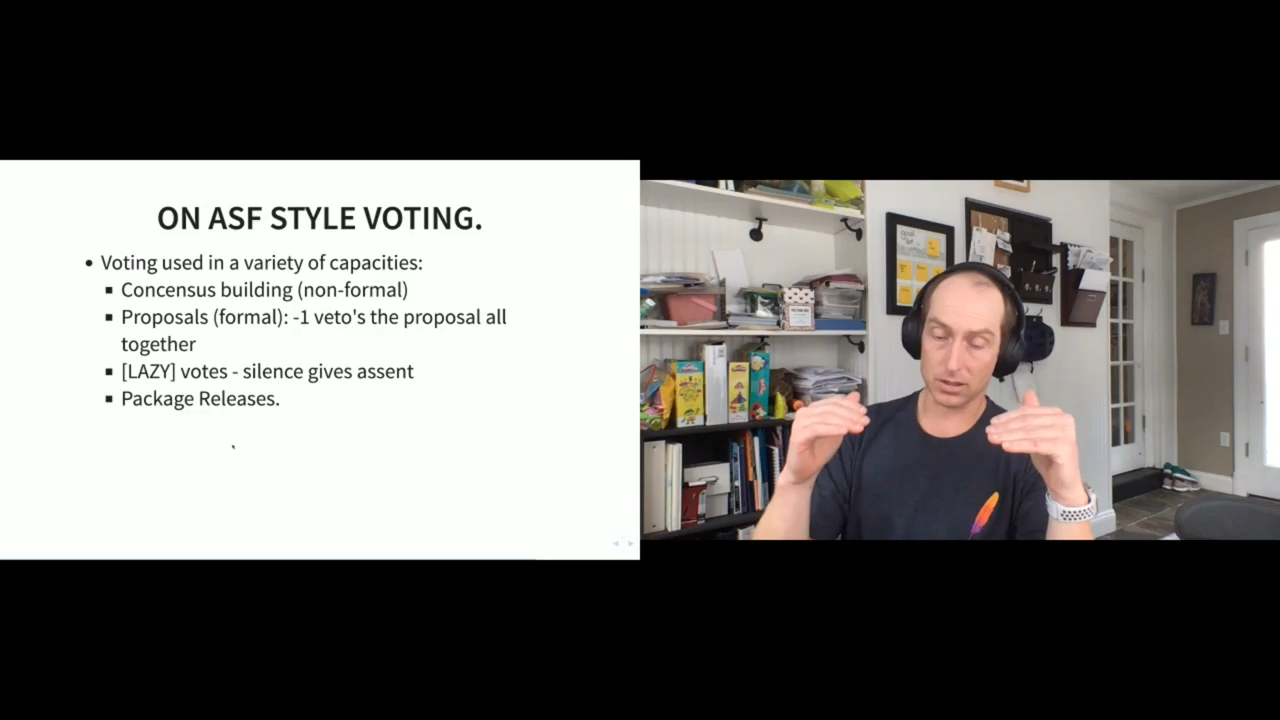 ON ASF STYLE VOTING.
• Voting used in a variety of capacities:
▪ Concensus building (non-formal)
▪ Proposals (formal): -1 veto's the proposal all
together
▪ [LAZY] votes - silence gives assent
▪ Package Releases.